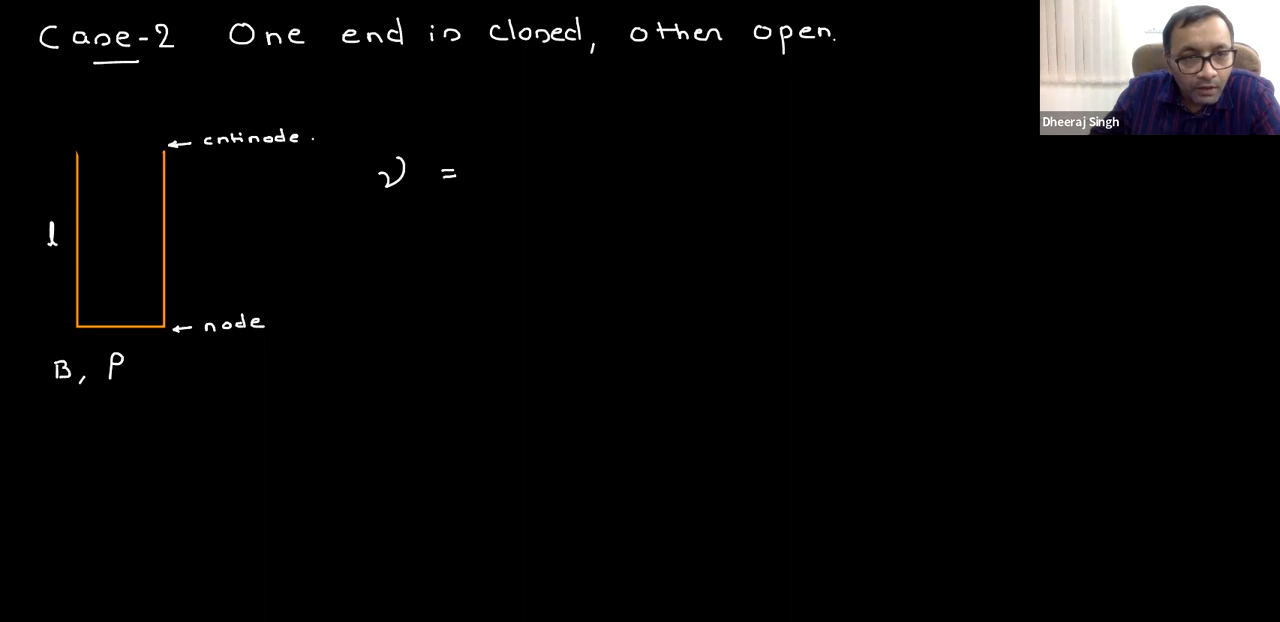 Case-2 One end is closed, other open.
Dheeraj Singh
← antinode.
ν =
l
← node
B, ρ